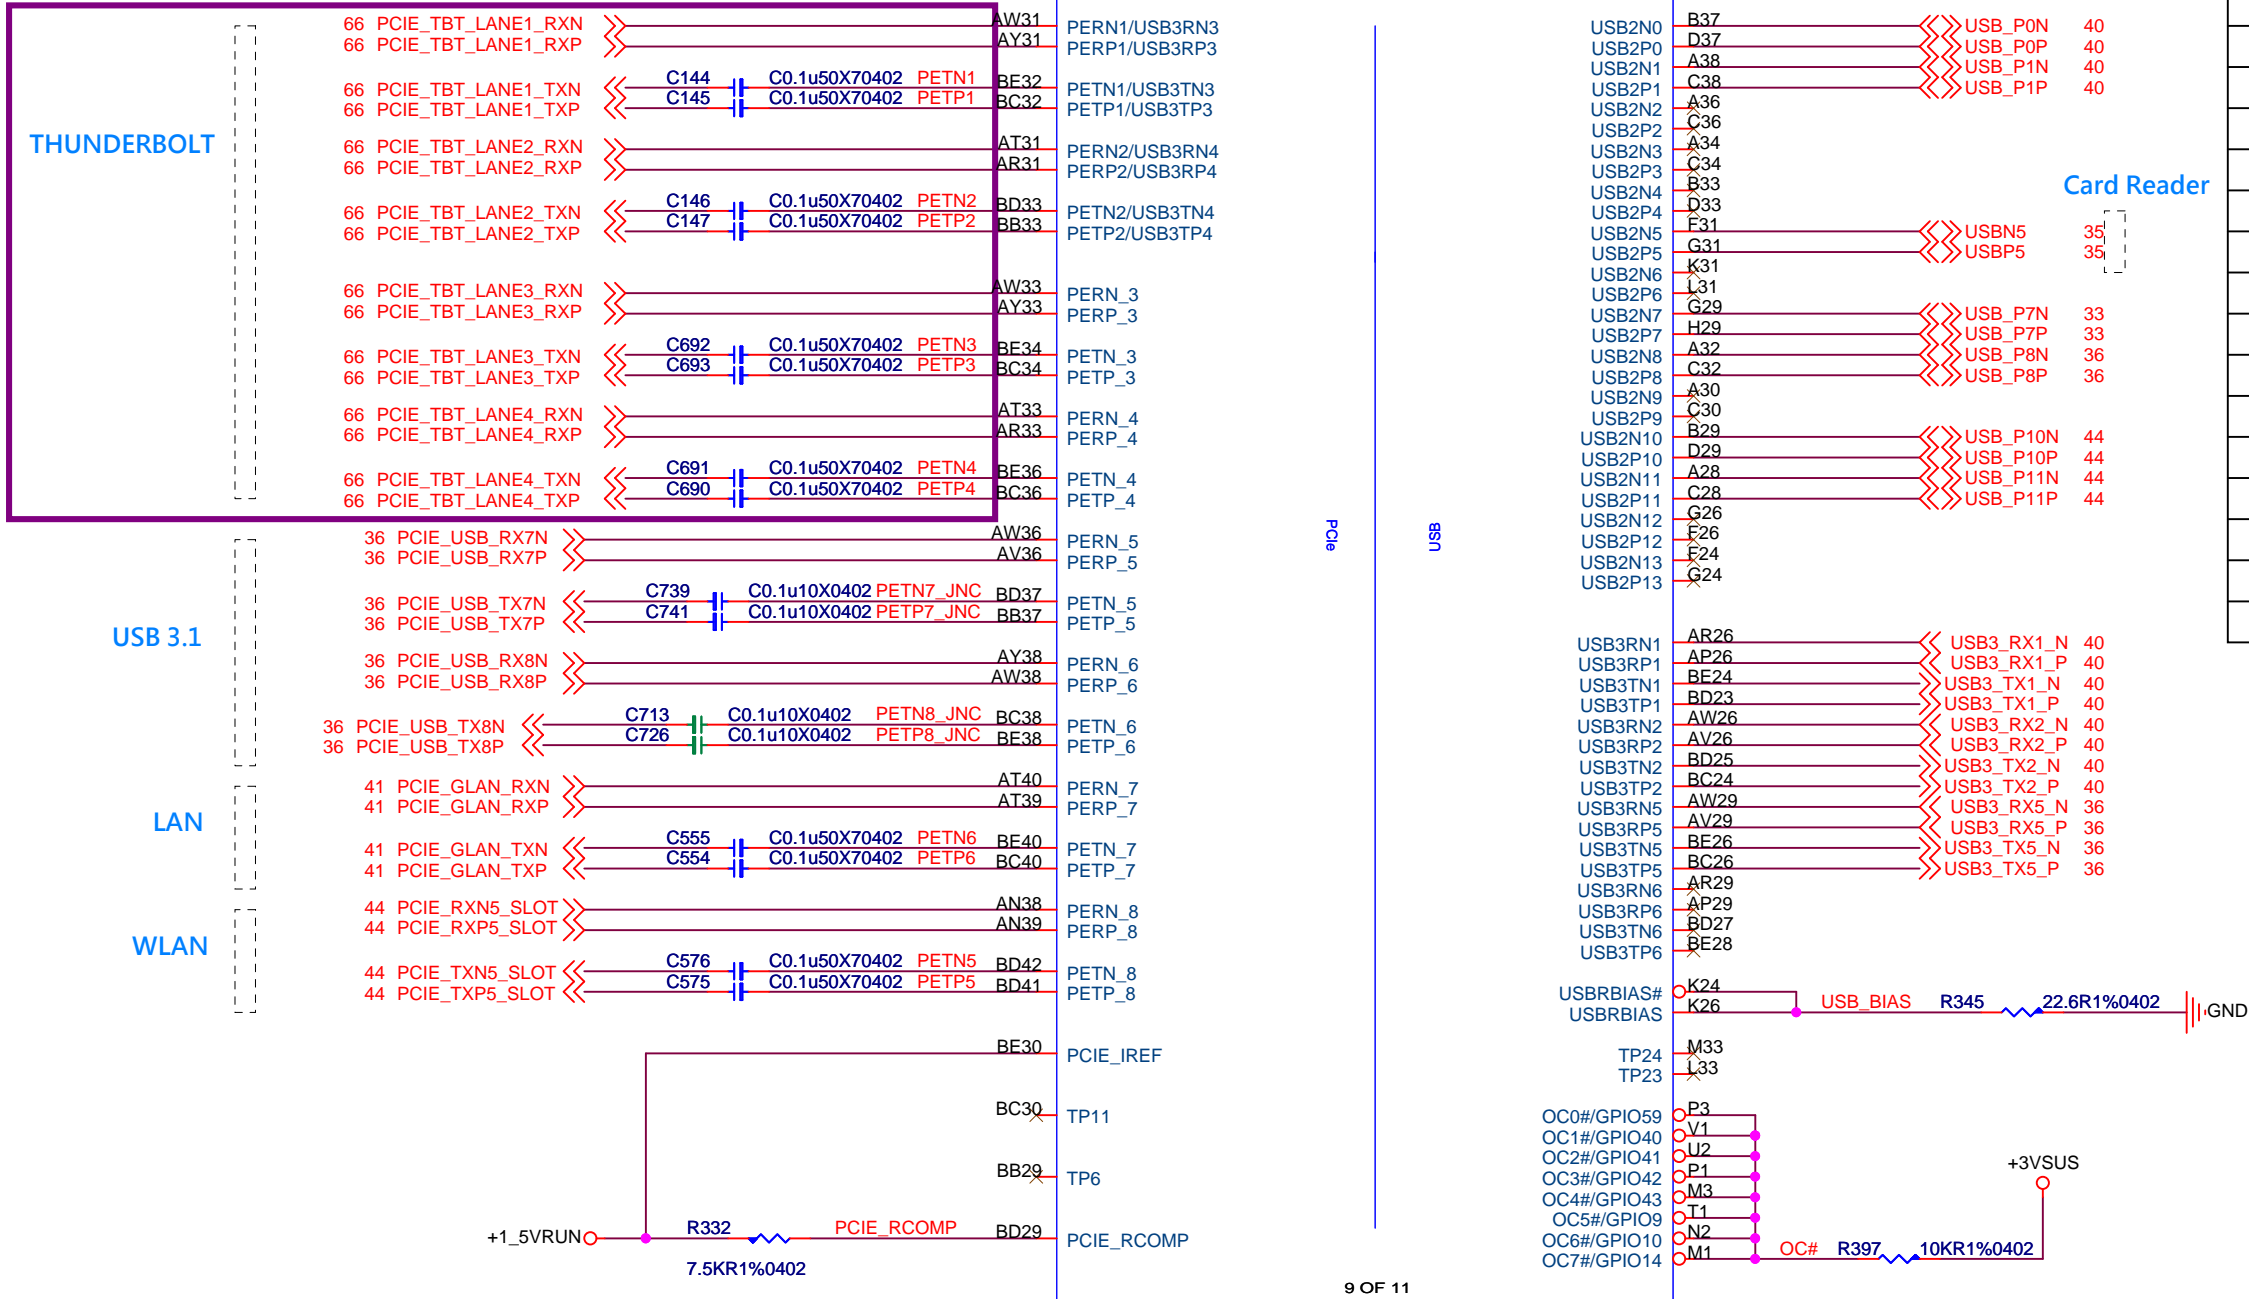 THUNDERBOLT
66 PCIE_TBT_LANE1_RXN AW31 PERN1/USB3RN3
66 PCIE_TBT_LANE1_RXP AY31 PERP1/USB3RP3
66 PCIE_TBT_LANE1_TXN C144 C0.1u50X70402 PETN1 BE32 PETN1/USB3TN3
66 PCIE_TBT_LANE1_TXP C145 C0.1u50X70402 PETP1 BC32 PETP1/USB3TP3
66 PCIE_TBT_LANE2_RXN AT31 PERN2/USB3RN4
66 PCIE_TBT_LANE2_RXP AR31 PERP2/USB3RP4
66 PCIE_TBT_LANE2_TXN C146 C0.1u50X70402 PETN2 BD33 PETN2/USB3TN4
66 PCIE_TBT_LANE2_TXP C147 C0.1u50X70402 PETP2 BB33 PETP2/USB3TP4
66 PCIE_TBT_LANE3_RXN AW33 PERN_3
66 PCIE_TBT_LANE3_RXP AY33 PERP_3
66 PCIE_TBT_LANE3_TXN C692 C0.1u50X70402 PETN3 BE34 PETN_3
66 PCIE_TBT_LANE3_TXP C693 C0.1u50X70402 PETP3 BC34 PETP_3
66 PCIE_TBT_LANE4_RXN AT33 PERN_4
66 PCIE_TBT_LANE4_RXP AR33 PERP_4
66 PCIE_TBT_LANE4_TXN C691 C0.1u50X70402 PETN4 BE36 PETN_4
66 PCIE_TBT_LANE4_TXP C690 C0.1u50X70402 PETP4 BC36 PETP_4
USB 3.1
36 PCIE_USB_RX7N AW36 PERN_5
36 PCIE_USB_RX7P AV36 PERP_5
36 PCIE_USB_TX7N C739 C0.1u10X0402 PETN7_JNC BD37 PETN_5
36 PCIE_USB_TX7P C741 C0.1u10X0402 PETP7_JNC BB37 PETP_5
36 PCIE_USB_RX8N AY38 PERN_6
36 PCIE_USB_RX8P AW38 PERP_6
36 PCIE_USB_TX8N C713 C0.1u10X0402 PETN8_JNC BC38 PETN_6
36 PCIE_USB_TX8P C726 C0.1u10X0402 PETP8_JNC BE38 PETP_6
LAN
41 PCIE_GLAN_RXN AT40 PERN_7
41 PCIE_GLAN_RXP AT39 PERP_7
41 PCIE_GLAN_TXN C555 C0.1u50X70402 PETN6 BE40 PETN_7
41 PCIE_GLAN_TXP C554 C0.1u50X70402 PETP6 BC40 PETP_7
WLAN
44 PCIE_RXN5_SLOT AN38 PERN_8
44 PCIE_RXP5_SLOT AN39 PERP_8
44 PCIE_TXN5_SLOT C576 C0.1u50X70402 PETN5 BD42 PETN_8
44 PCIE_TXP5_SLOT C575 C0.1u50X70402 PETP5 BD41 PETP_8
BE30 PCIE_IREF
BC30 TP11
BB29 TP6
+1_5VRUN R332 PCIE_RCOMP BD29 PCIE_RCOMP
7.5KR1%0402
PCIe
USB
9 OF 11
USB2N0 B37 USB_P0N 40
USB2P0 D37 USB_P0P 40
USB2N1 A38 USB_P1N 40
USB2P1 C38 USB_P1P 40
USB2N2 A36
USB2P2 C36
USB2N3 A34
USB2P3 C34
USB2N4 B33
USB2P4 D33
Card Reader
USB2N5 F31 USBN5 35
USB2P5 G31 USBP5 35
USB2N6 K31
USB2P6 L31
USB2N7 G29 USB_P7N 33
USB2P7 H29 USB_P7P 33
USB2N8 A32 USB_P8N 36
USB2P8 C32 USB_P8P 36
USB2N9 A30
USB2P9 C30
USB2N10 B29 USB_P10N 44
USB2P10 D29 USB_P10P 44
USB2N11 A28 USB_P11N 44
USB2P11 C28 USB_P11P 44
USB2N12 G26
USB2P12 F26
USB2N13 F24
USB2P13 G24
USB3RN1 AR26 USB3_RX1_N 40
USB3RP1 AP26 USB3_RX1_P 40
USB3TN1 BE24 USB3_TX1_N 40
USB3TP1 BD23 USB3_TX1_P 40
USB3RN2 AW26 USB3_RX2_N 40
USB3RP2 AV26 USB3_RX2_P 40
USB3TN2 BD25 USB3_TX2_N 40
USB3TP2 BC24 USB3_TX2_P 40
USB3RN5 AW29 USB3_RX5_N 36
USB3RP5 AV29 USB3_RX5_P 36
USB3TN5 BE26 USB3_TX5_N 36
USB3TP5 BC26 USB3_TX5_P 36
USB3RN6 AR29
USB3RP6 AP29
USB3TN6 BD27
USB3TP6 BE28
USBRBIAS# K24
USBRBIAS K26 USB_BIAS R345 22.6R1%0402 GND
TP24 M33
TP23 L33
OC0#/GPIO59 P3
OC1#/GPIO40 V1
OC2#/GPIO41 U2
OC3#/GPIO42 P1
+3VSUS
OC4#/GPIO43 M3
OC5#/GPIO9 T1
OC6#/GPIO10 N2
OC7#/GPIO14 M1 OC# R397 10KR1%0402